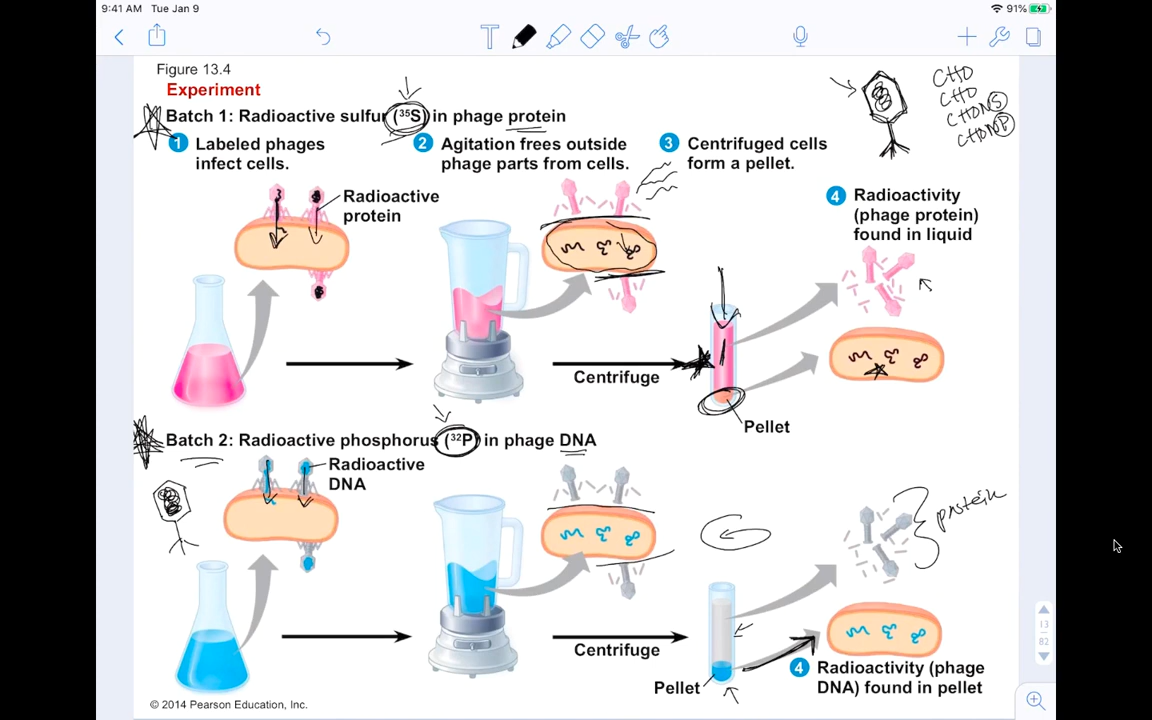 9:41 AM Tue Jan 9
91%
T
Figure 13.4
Experiment
CHO
CHO
CHONS
CHONP
Batch 1: Radioactive sulfur (³⁵S) in phage protein
1 Labeled phages
infect cells.
2 Agitation frees outside
phage parts from cells.
3 Centrifuged cells
form a pellet.
Radioactive
protein
4 Radioactivity
(phage protein)
found in liquid
Centrifuge
Pellet
Batch 2: Radioactive phosphorus (³²P) in phage DNA
Radioactive
DNA
protein
Centrifuge
Pellet
4 Radioactivity (phage
DNA) found in pellet
13
82
© 2014 Pearson Education, Inc.